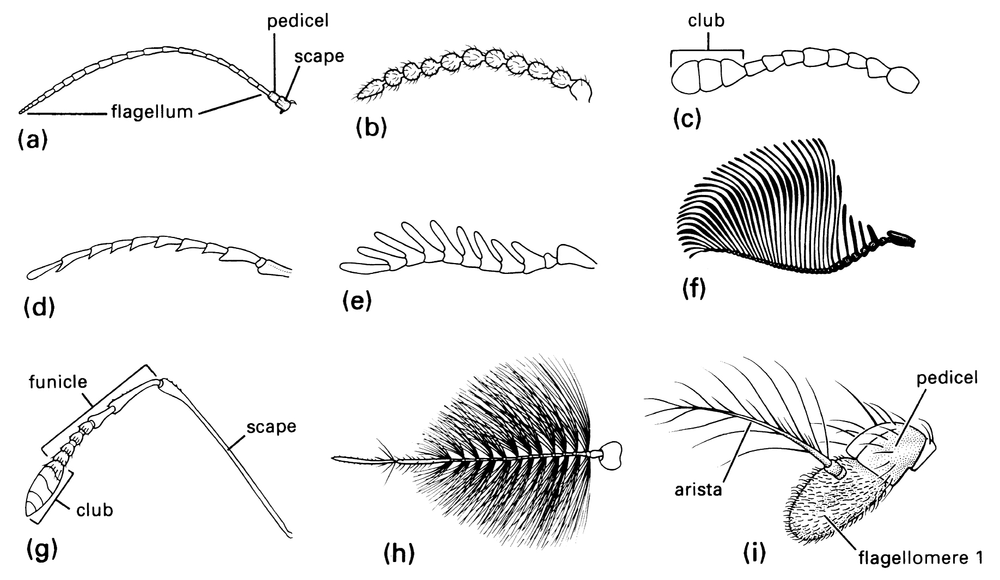 pedicel
scape
flagellum
(a)
(b)
club
(c)
(d)
(e)
(f)
funicle
scape
club
(g)
(h)
pedicel
arista
flagellomere 1
(i)